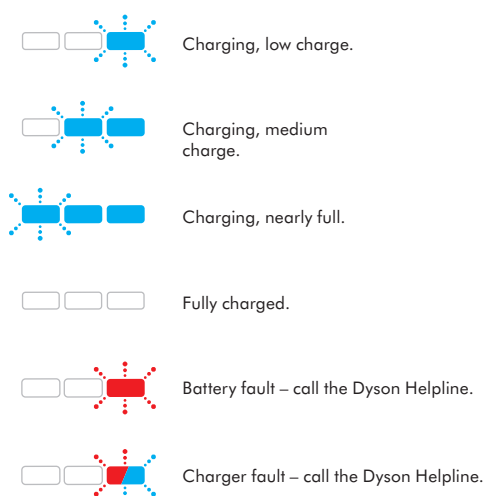 Charging, low charge.
Charging, medium
charge.
Charging, nearly full.
Fully charged.
Battery fault – call the Dyson Helpline.
Charger fault – call the Dyson Helpline.